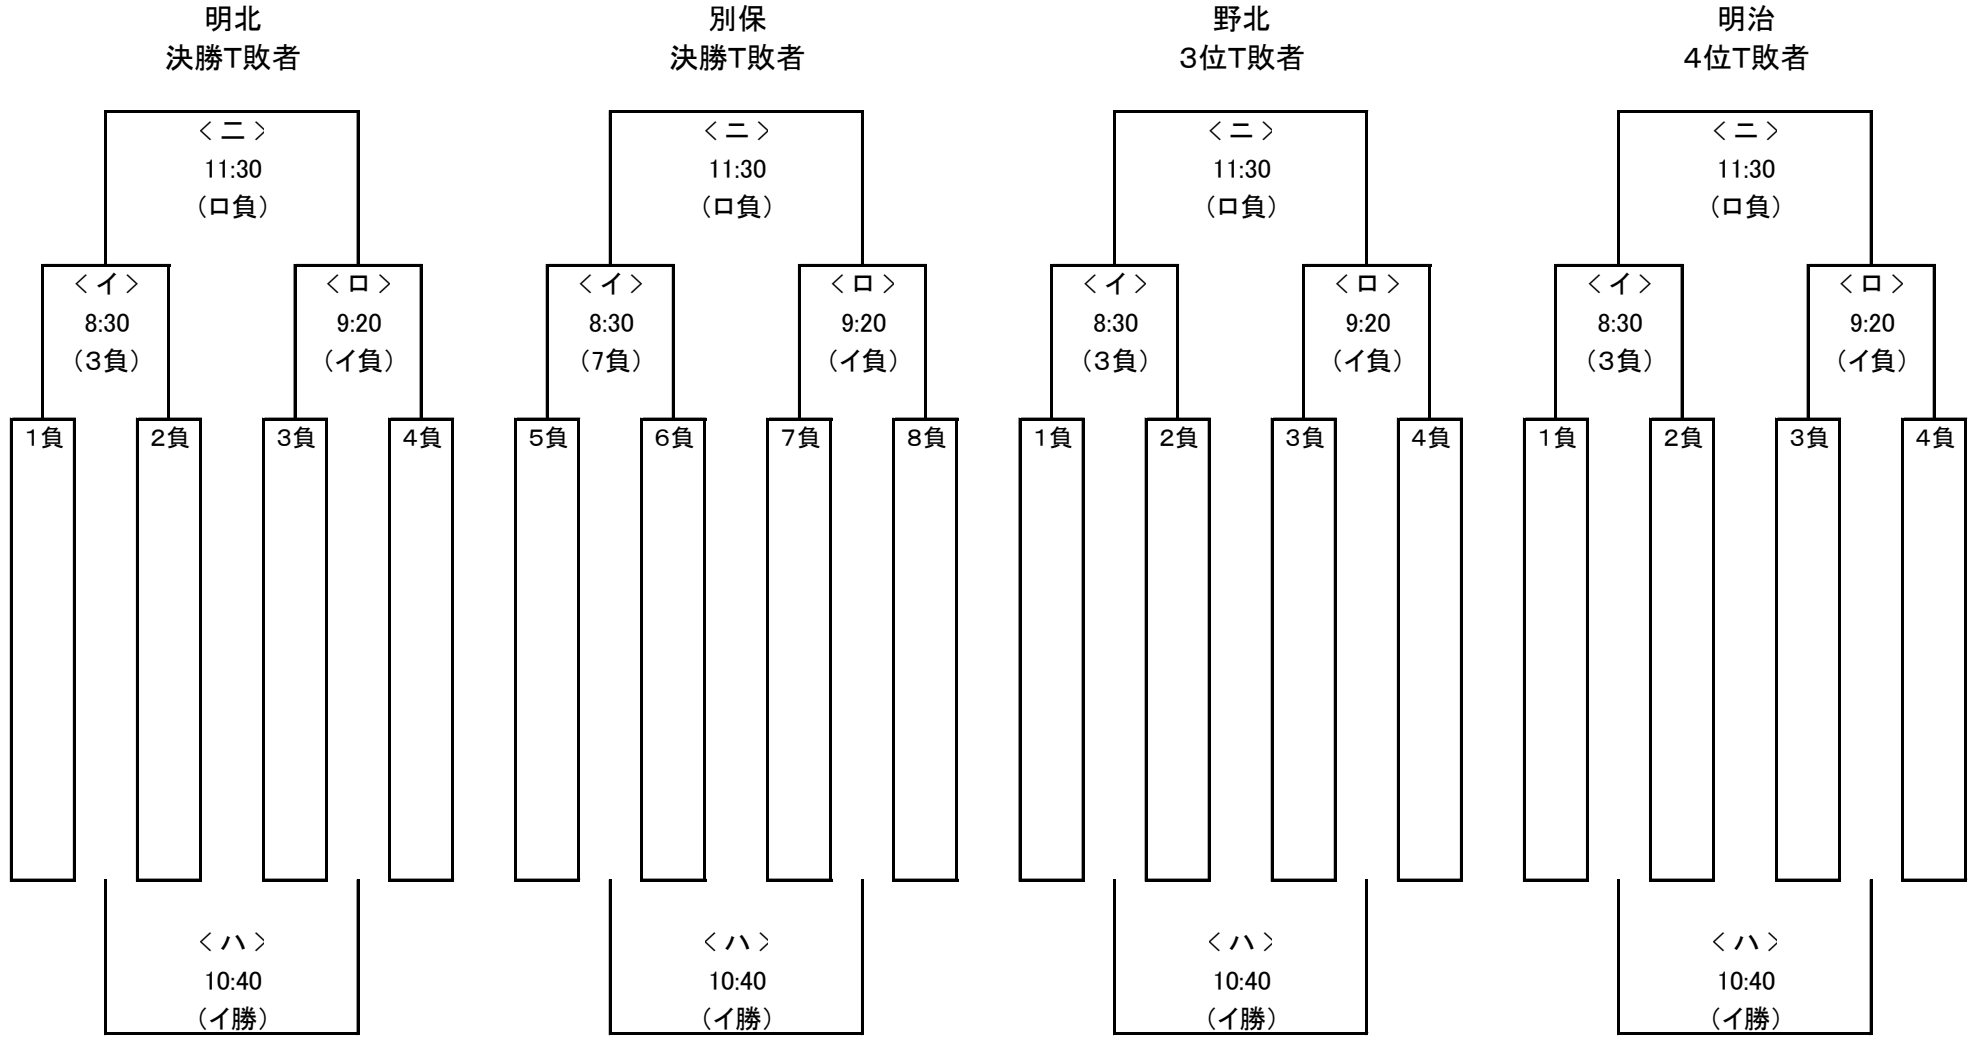 明北
決勝T敗者
<ニ>
11:30
(ロ負)
<イ>
8:30
(3負)
<ロ>
9:20
(イ負)
1負
2負
3負
4負
<ハ>
10:40
(イ勝)
別保
決勝T敗者
<ニ>
11:30
(ロ負)
<イ>
8:30
(7負)
<ロ>
9:20
(イ負)
5負
6負
7負
8負
<ハ>
10:40
(イ勝)
野北
3位T敗者
<ニ>
11:30
(ロ負)
<イ>
8:30
(3負)
<ロ>
9:20
(イ負)
1負
2負
3負
4負
<ハ>
10:40
(イ勝)
明治
4位T敗者
<ニ>
11:30
(ロ負)
<イ>
8:30
(3負)
<ロ>
9:20
(イ負)
1負
2負
3負
4負
<ハ>
10:40
(イ勝)